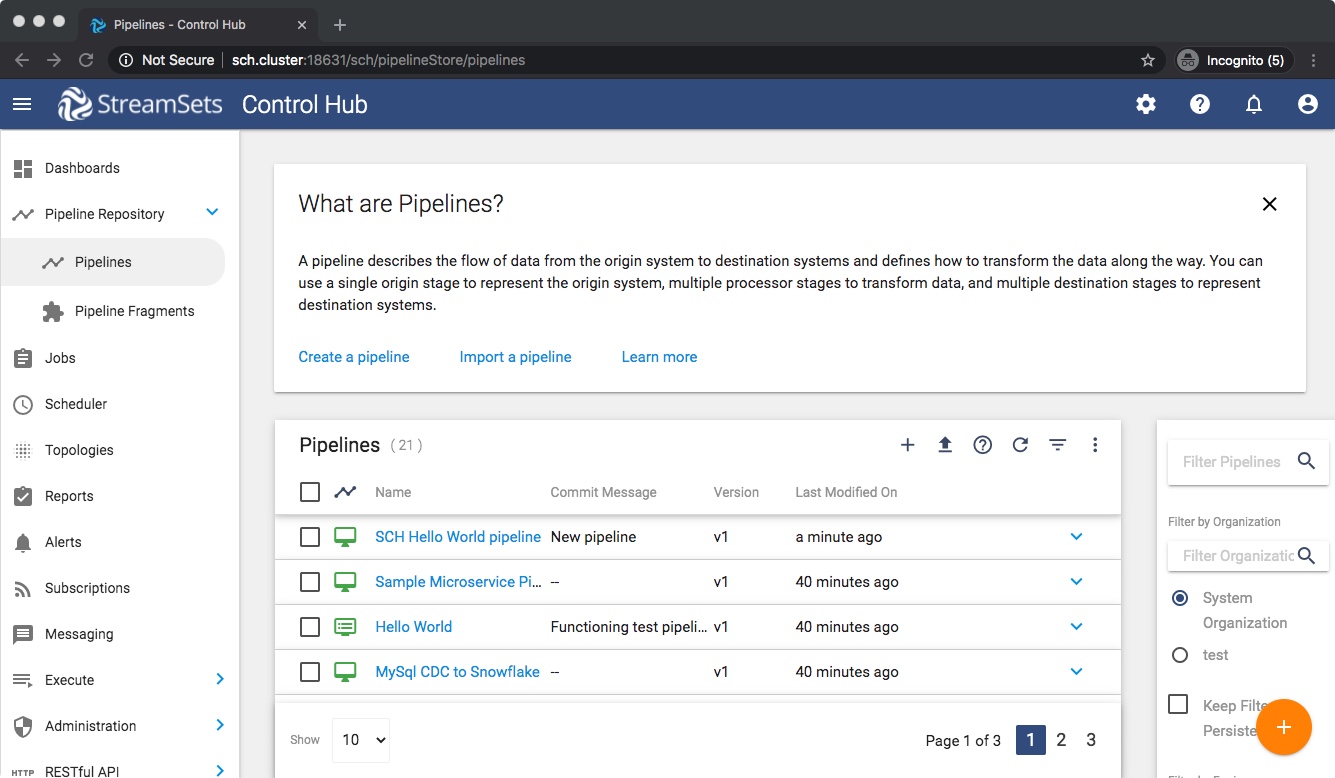 Pipelines - Control Hub
Not Secure sch.cluster:18631/sch/pipelineStore/pipelines
Incognito (5)
StreamSets Control Hub
Dashboards
Pipeline Repository
Pipelines
Pipeline Fragments
Jobs
Scheduler
Topologies
Reports
Alerts
Subscriptions
Messaging
Execute
Administration
HTTP RESTful API
What are Pipelines?
A pipeline describes the flow of data from the origin system to destination systems and defines how to transform the data along the way. You can
use a single origin stage to represent the origin system, multiple processor stages to transform data, and multiple destination stages to represent
destination systems.
Create a pipeline Import a pipeline Learn more
Pipelines ( 21 )
Name Commit Message Version Last Modified On
SCH Hello World pipeline New pipeline v1 a minute ago
Sample Microservice Pi... -- v1 40 minutes ago
Hello World Functioning test pipeli... v1 40 minutes ago
MySql CDC to Snowflake -- v1 40 minutes ago
Show 10 Page 1 of 3 1 2 3
Filter Pipelines
Filter by Organization
Filter Organizatic
System
Organization
test
Keep Filte
Persiste